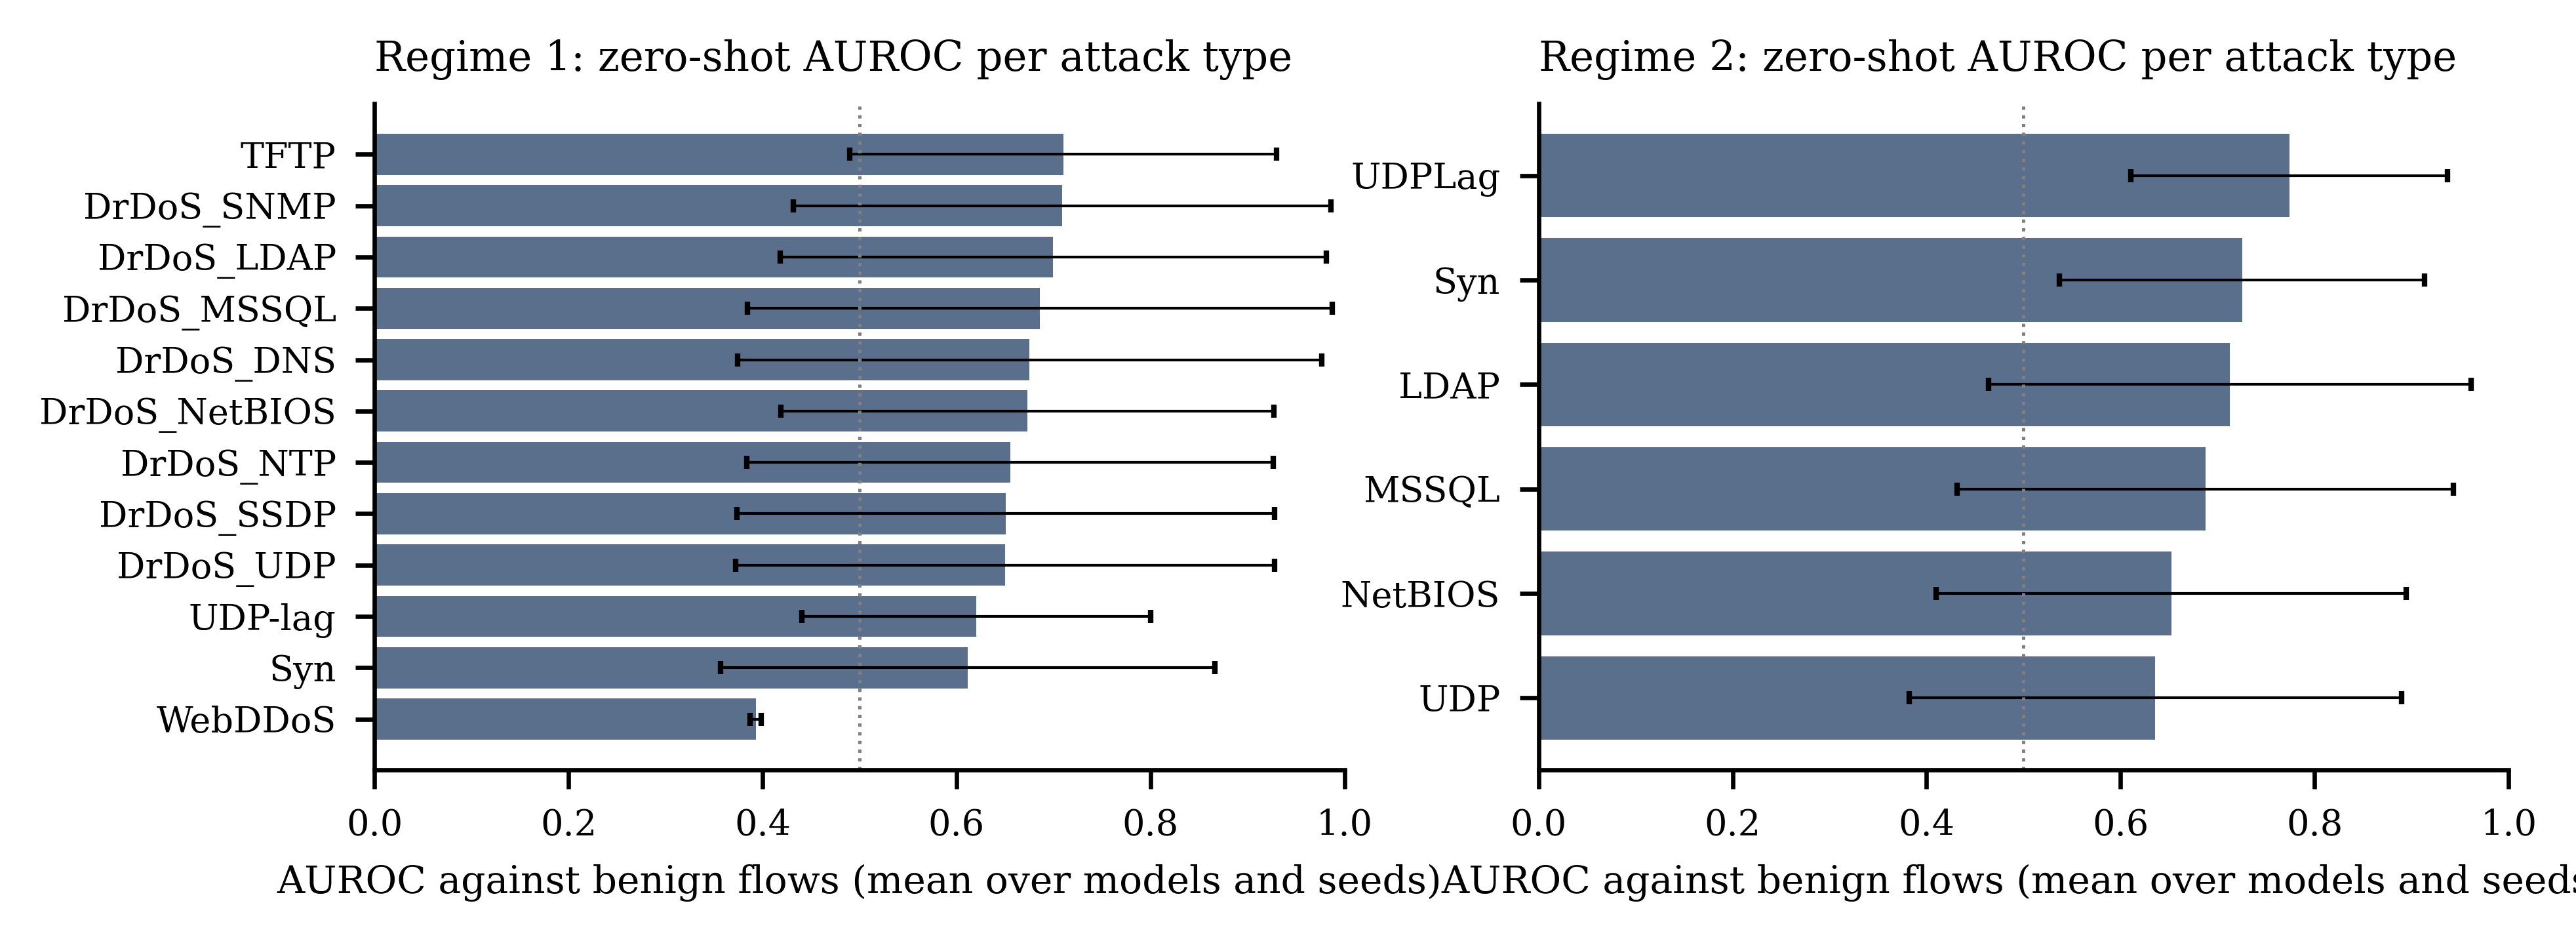 Regime 1: zero-shot AUROC per attack type
TFTP
DrDoS_SNMP
DrDoS_LDAP
DrDoS_MSSQL
DrDoS_DNS
DrDoS_NetBIOS
DrDoS_NTP
DrDoS_SSDP
DrDoS_UDP
UDP-lag
Syn
WebDDoS
0.0 0.2 0.4 0.6 0.8 1.0
AUROC against benign flows (mean over models and seeds)
Regime 2: zero-shot AUROC per attack type
UDPLag
Syn
LDAP
MSSQL
NetBIOS
UDP
0.0 0.2 0.4 0.6 0.8 1.0
AUROC against benign flows (mean over models and seeds